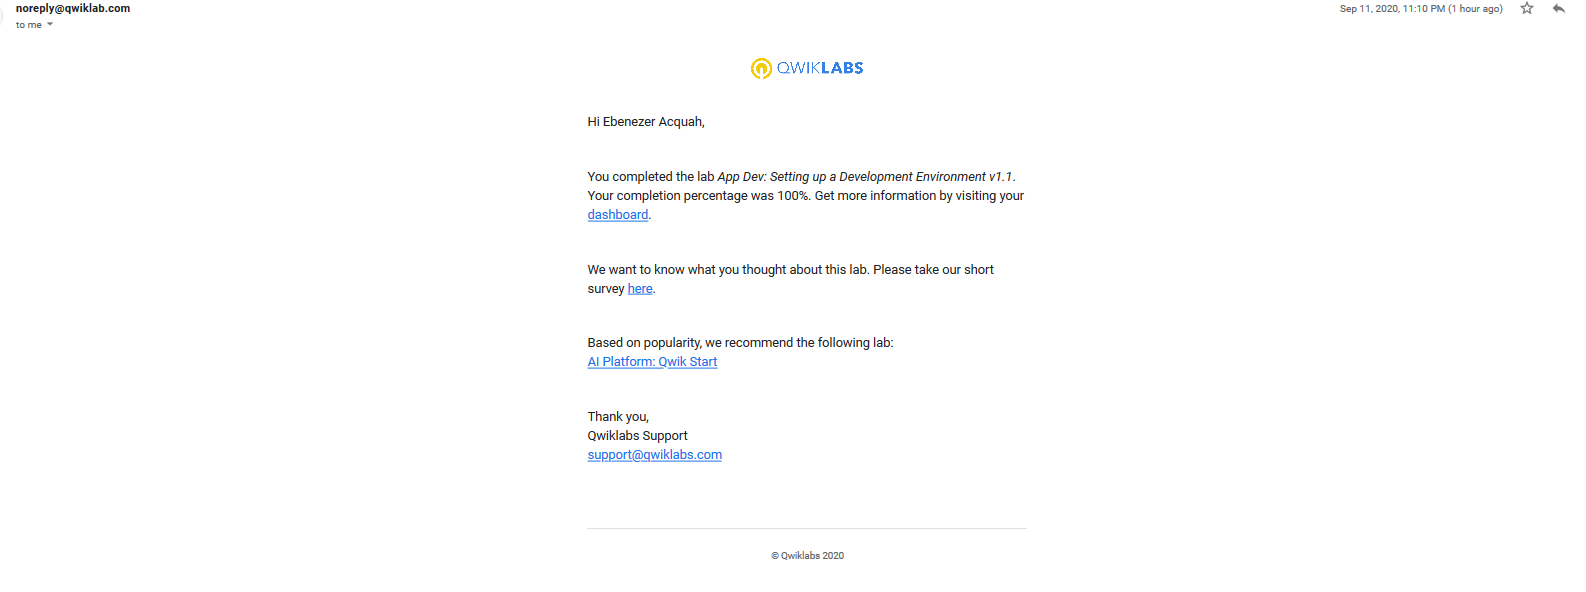 noreply@qwiklab.com
Sep 11, 2020, 11:10 PM (1 hour ago)
to me
QWIKLABS
Hi Ebenezer Acquah,
You completed the lab App Dev: Setting up a Development Environment v1.1.
Your completion percentage was 100%. Get more information by visiting your
dashboard.
We want to know what you thought about this lab. Please take our short
survey here.
Based on popularity, we recommend the following lab:
AI Platform: Qwik Start
Thank you,
Qwiklabs Support
support@qwiklabs.com
© Qwiklabs 2020